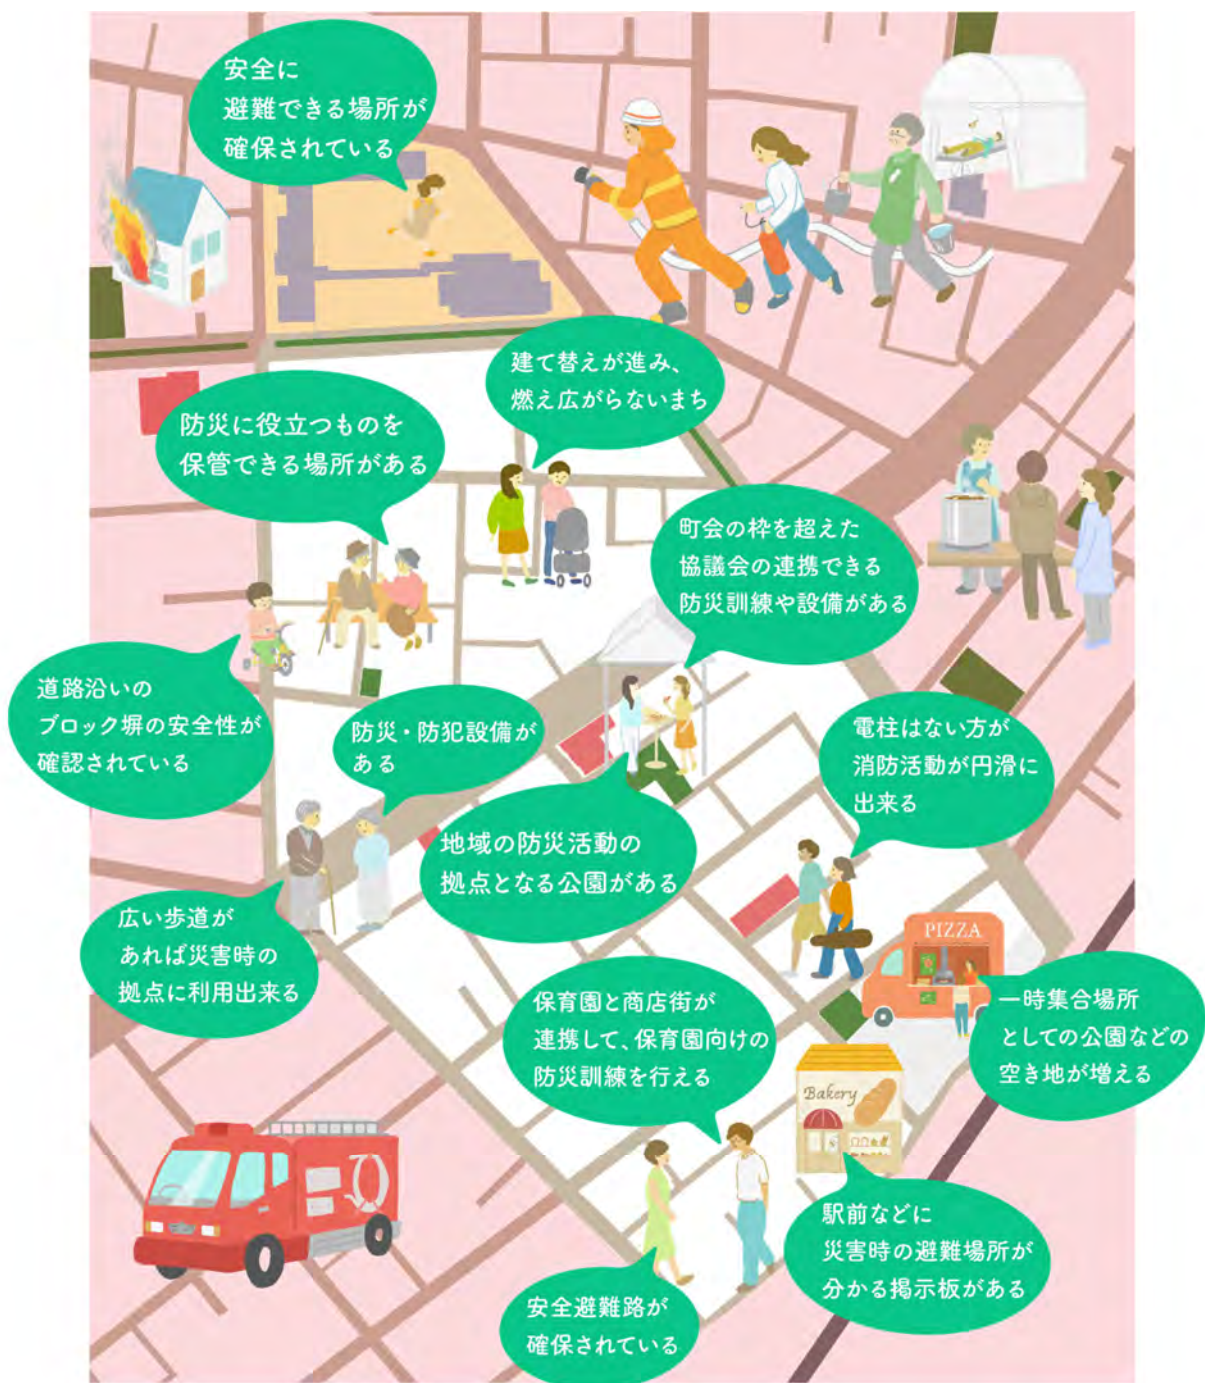 安全に
避難できる場所が
確保されている
建て替えが進み、
燃え広がらないまち
防災に役立つものを
保管できる場所がある
町会の枠を超えた
協議会の連携できる
防災訓練や設備がある
道路沿いの
ブロック塀の安全性が
確認されている
防災・防犯設備が
ある
電柱はない方が
消防活動が円滑に
出来る
地域の防災活動の
拠点となる公園がある
広い歩道が
あれば災害時の
拠点に利用出来る
PIZZA
保育園と商店街が
連携して、保育園向けの
防災訓練を行える
一時集合場所
としての公園などの
空き地が増える
Bakery
駅前などに
災害時の避難場所が
分かる掲示板がある
安全避難路が
確保されている